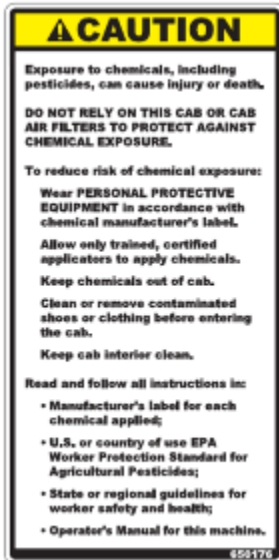 CAUTION
Exposure to chemicals, including
pesticides, can cause injury or death.
DO NOT RELY ON THIS CAB OR CAB
AIR FILTERS TO PROTECT AGAINST
CHEMICAL EXPOSURE.
To reduce risk of chemical exposure:
Wear PERSONAL PROTECTIVE
EQUIPMENT in accordance with
chemical manufacturer's label.
Allow only trained, certified
applicators to apply chemicals.
Keep chemicals out of cab.
Clean or remove contaminated
shoes or clothing before entering
the cab.
Keep cab interior clean.
Read and follow all instructions in:
• Manufacturer's label for each
chemical applied;
• U.S. or country of use EPA
Worker Protection Standard for
Agricultural Pesticides;
• State or regional guidelines for
worker safety and health;
• Operator's Manual for this machine.
650176